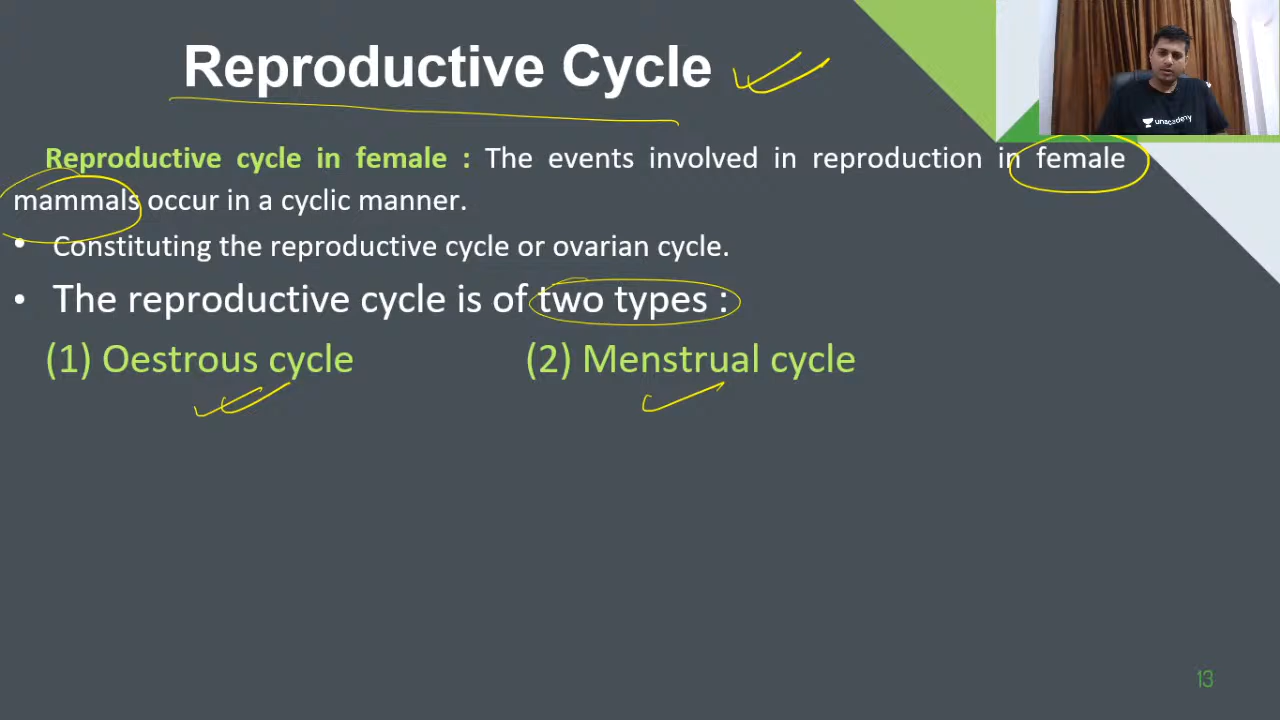 Reproductive Cycle
unacademy
Reproductive cycle in female : The events involved in reproduction in female
mammals occur in a cyclic manner.
• Constituting the reproductive cycle or ovarian cycle.
• The reproductive cycle is of two types :
(1) Oestrous cycle (2) Menstrual cycle
13